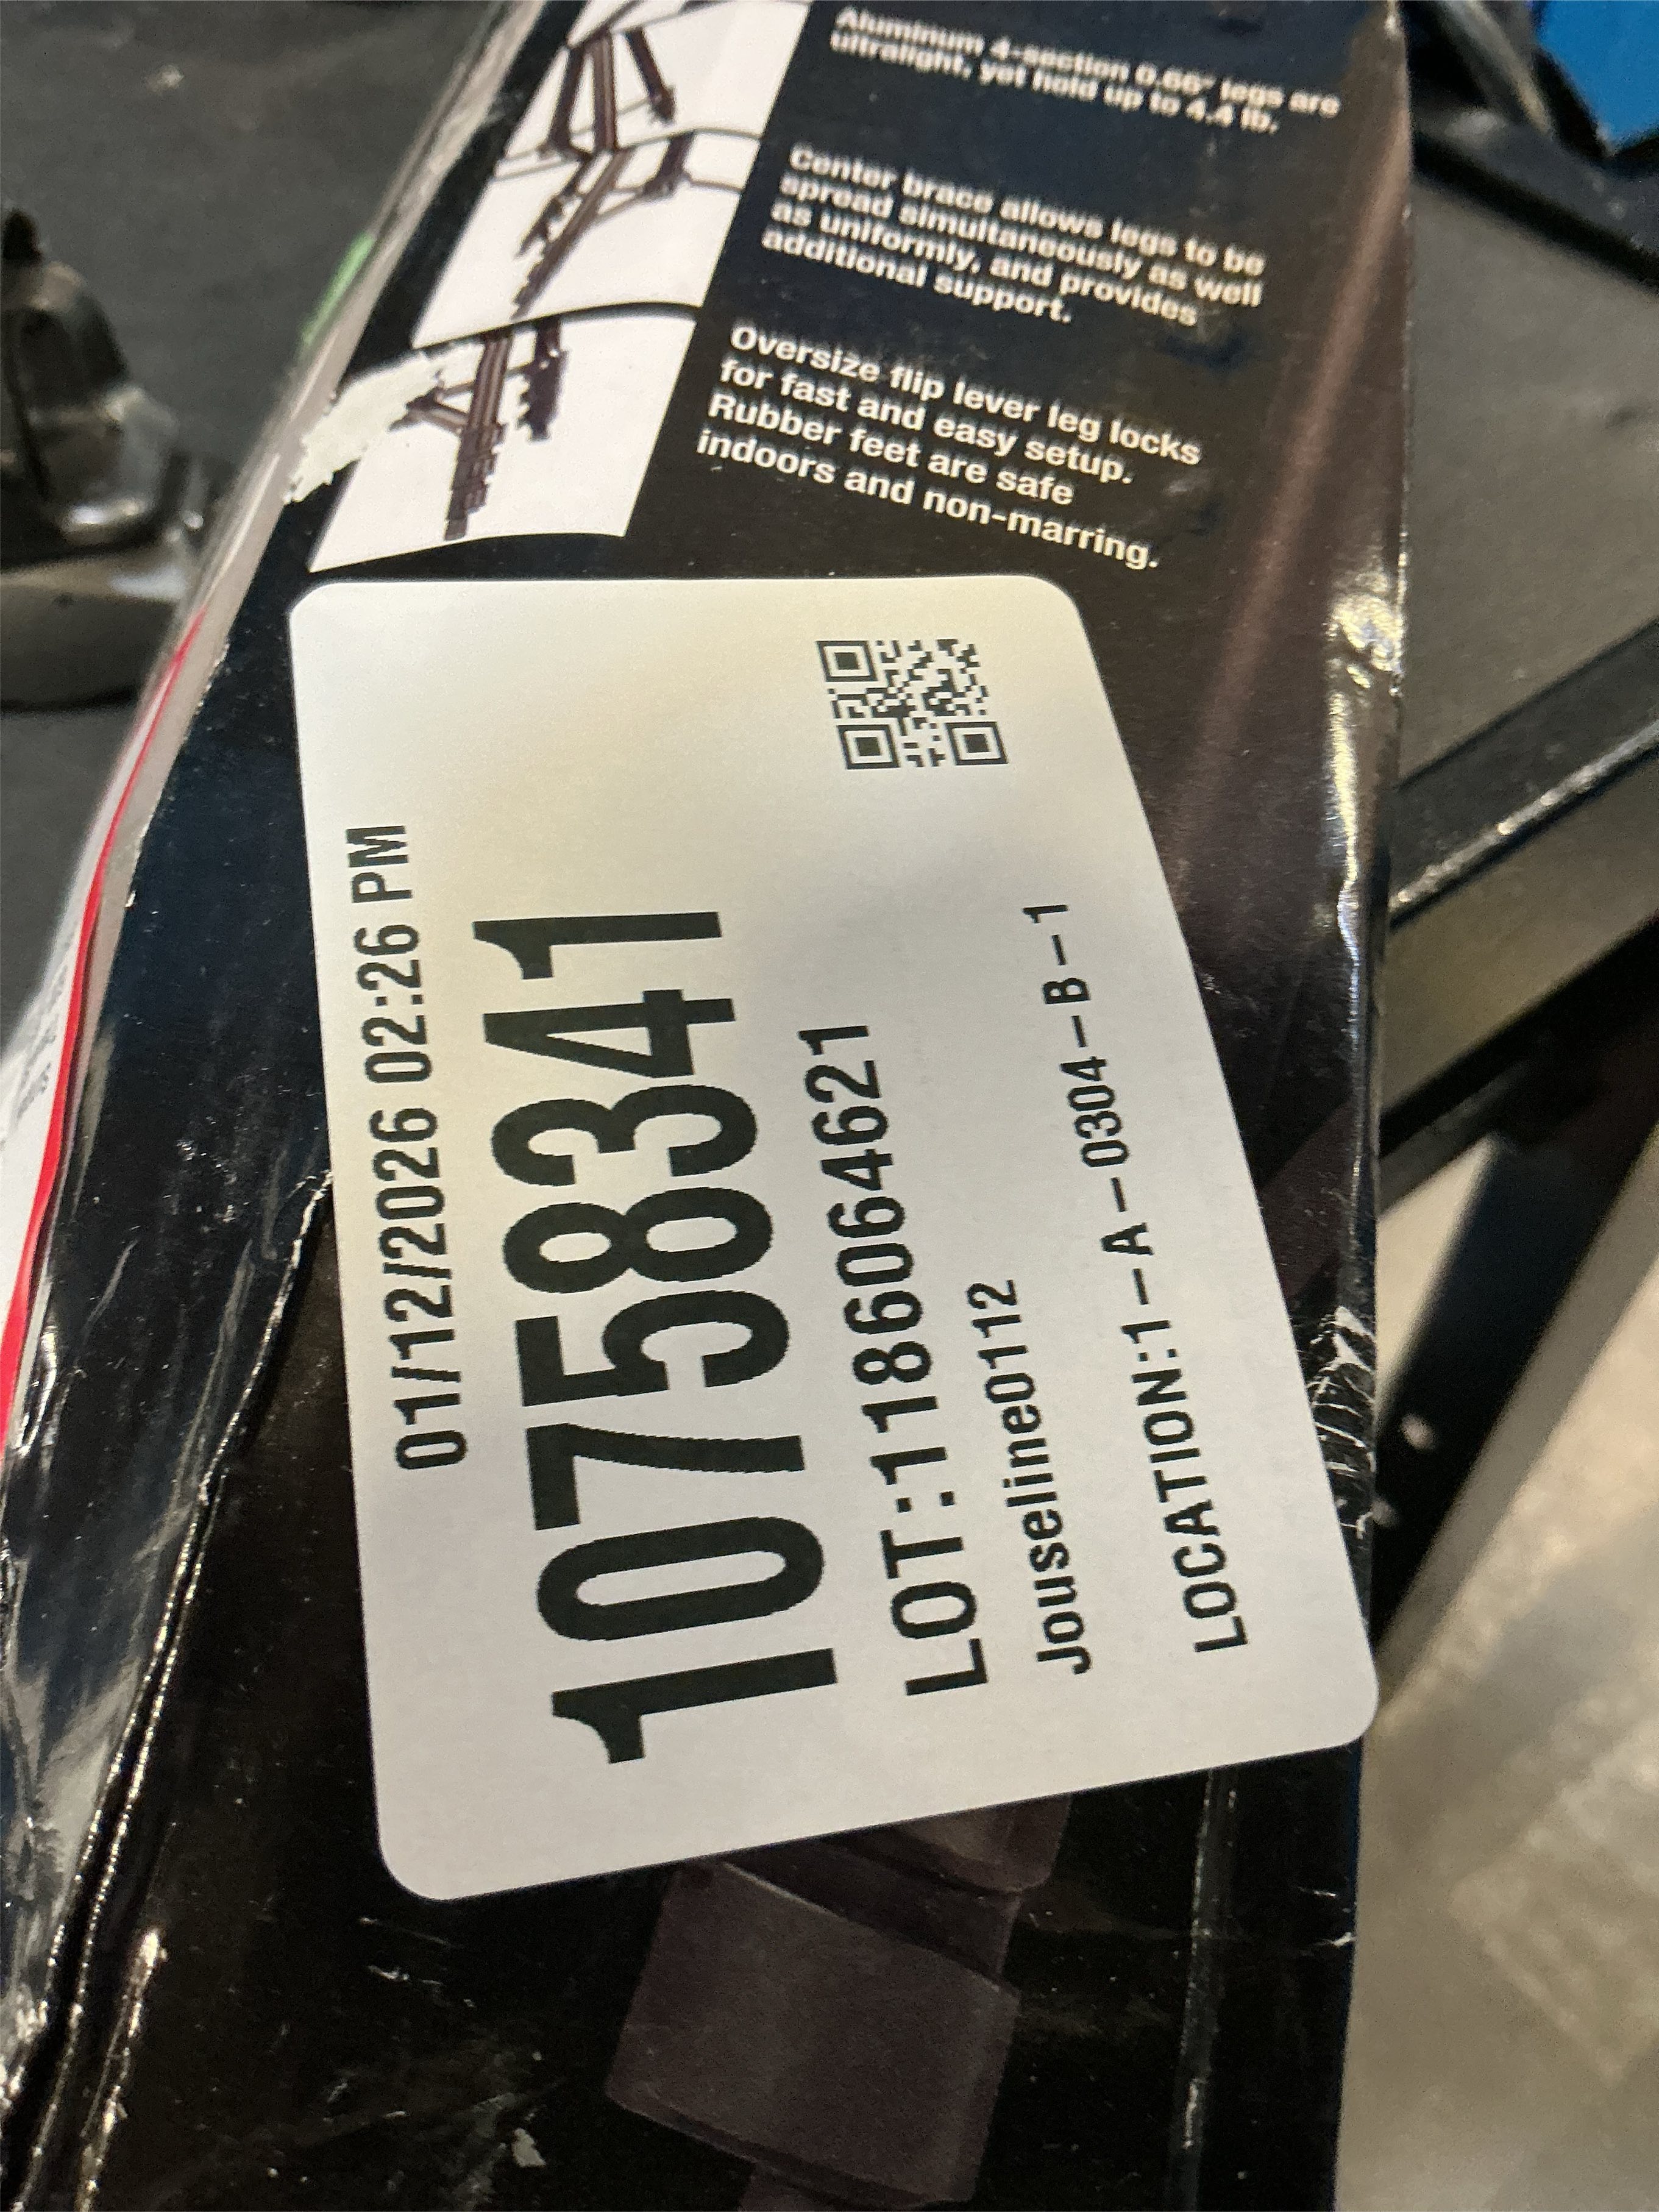 Aluminum 4-section 0.66" legs are
ultralight, yet hold up to 4.4 lb.
Center brace allows legs to be
spread simultaneously as well
as uniformly, and provides
additional support.
Oversize flip lever leg locks
for fast and easy setup.
Rubber feet are safe
indoors and non-marring.
01/12/2026 02:26 PM
10758341
LOT:1186064621
Jouseline0112
LOCATION:1-A-0304-B-1